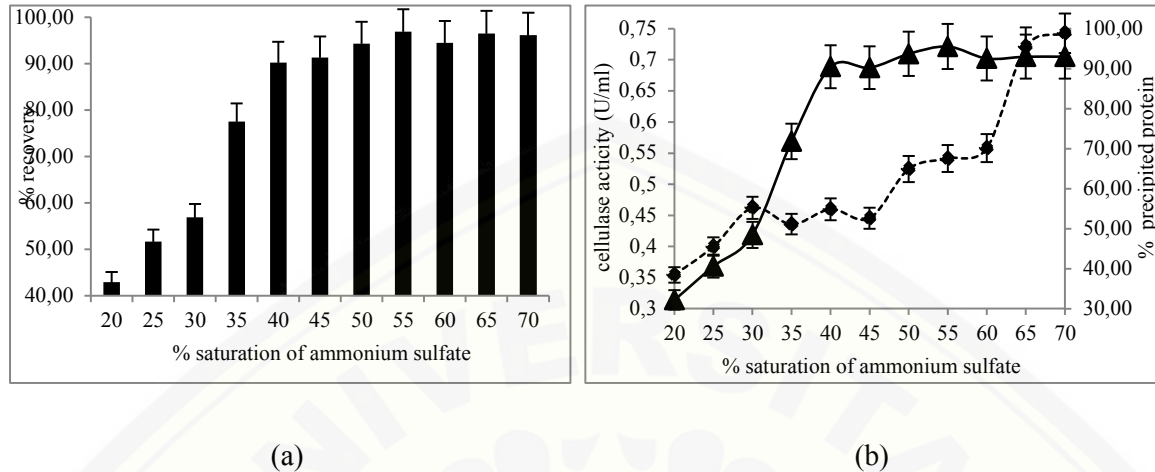 100,00
90,00
80,00
70,00
60,00
50,00
40,00
% recovery
20 25 30 35 40 45 50 55 60 65 70
% saturation of ammonium sulfate
(a)
0,75
0,7
0,65
0,6
0,55
0,5
0,45
0,4
0,35
0,3
cellulase acticity (U/ml)
100,00
90,00
80,00
70,00
60,00
50,00
40,00
30,00
% precipited protein
20 25 30 35 40 45 50 55 60 65 70
% saturation of ammonium sulfate
(b)